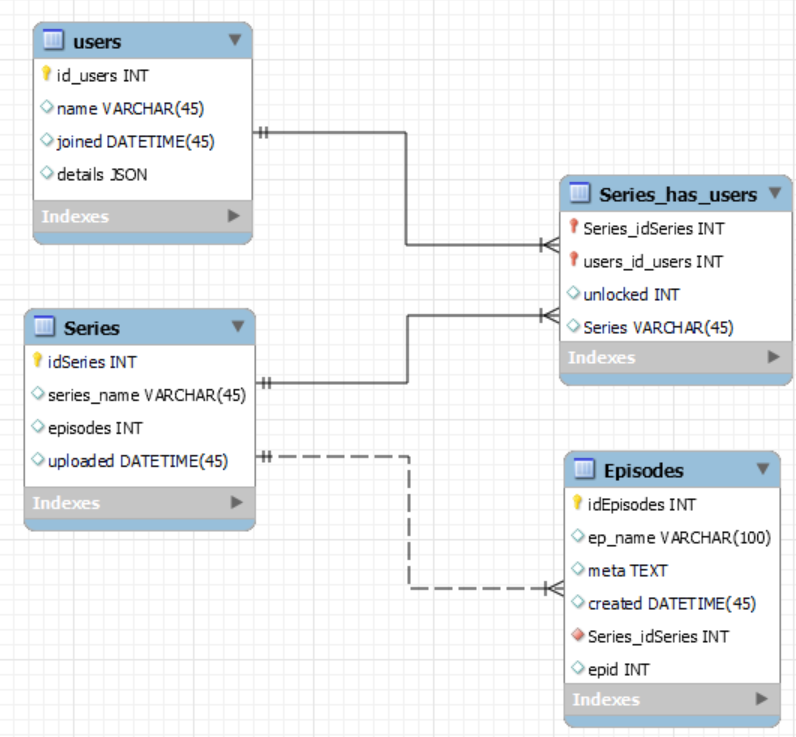 users
id_users INT
name VARCHAR(45)
joined DATETIME(45)
details JSON
Indexes
Series_has_users
Series_idSeries INT
users_id_users INT
unlocked INT
Series VARCHAR(45)
Indexes
Series
idSeries INT
series_name VARCHAR(45)
episodes INT
uploaded DATETIME(45)
Indexes
Episodes
idEpisodes INT
ep_name VARCHAR(100)
meta TEXT
created DATETIME(45)
Series_idSeries INT
epid INT
Indexes